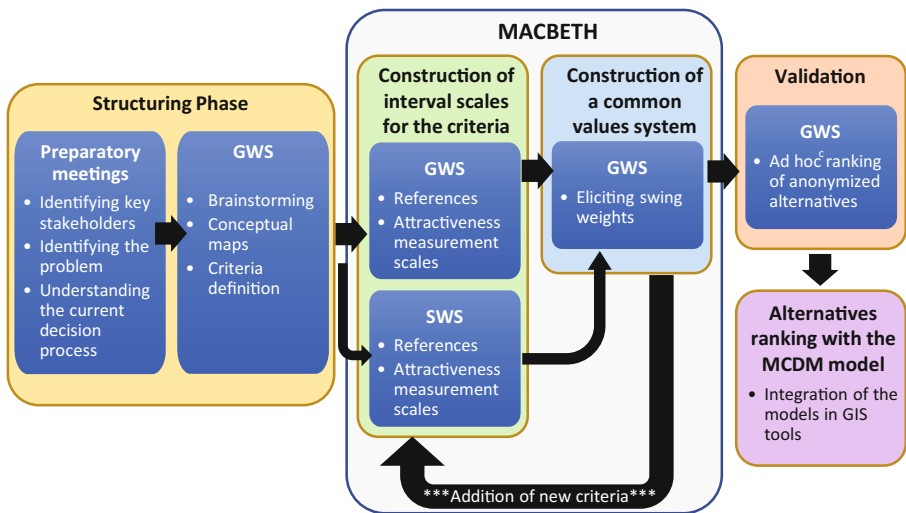 MACBETH
Structuring Phase
Preparatory
meetings
• Identifying key
stakeholders
• Identifying the
problem
• Understanding
the current
decision
process
GWS
• Brainstorming
• Conceptual
maps
• Criteria
definition
Construction of
interval scales
for the criteria
GWS
• References
• Attractiveness
measurement
scales
SWS
• References
• Attractiveness
measurement
scales
Construction of
a common
values system
GWS
• Eliciting swing
weights
***Addition of new criteria***
Validation
GWS
• Ad hoc^c ranking
of anonymized
alternatives
Alternatives
ranking with the
MCDM model
• Integration of the
models in GIS
tools